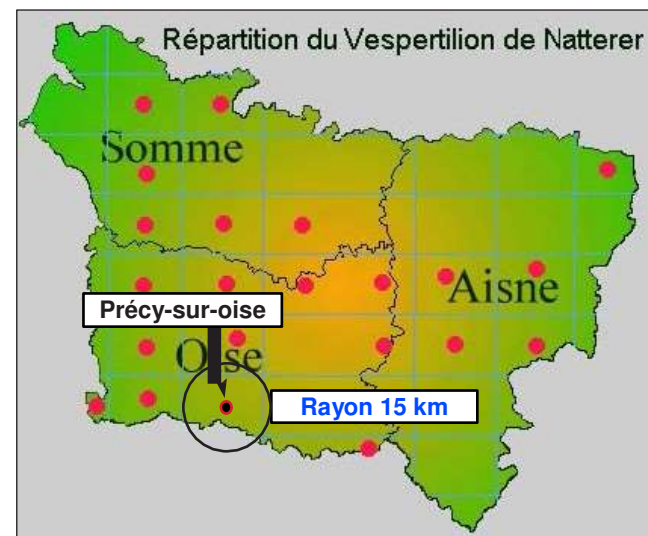 Répartition du Vespertilion de Natterer
Somme
Aisne
Précy-sur-oise
Oise
Rayon 15 km